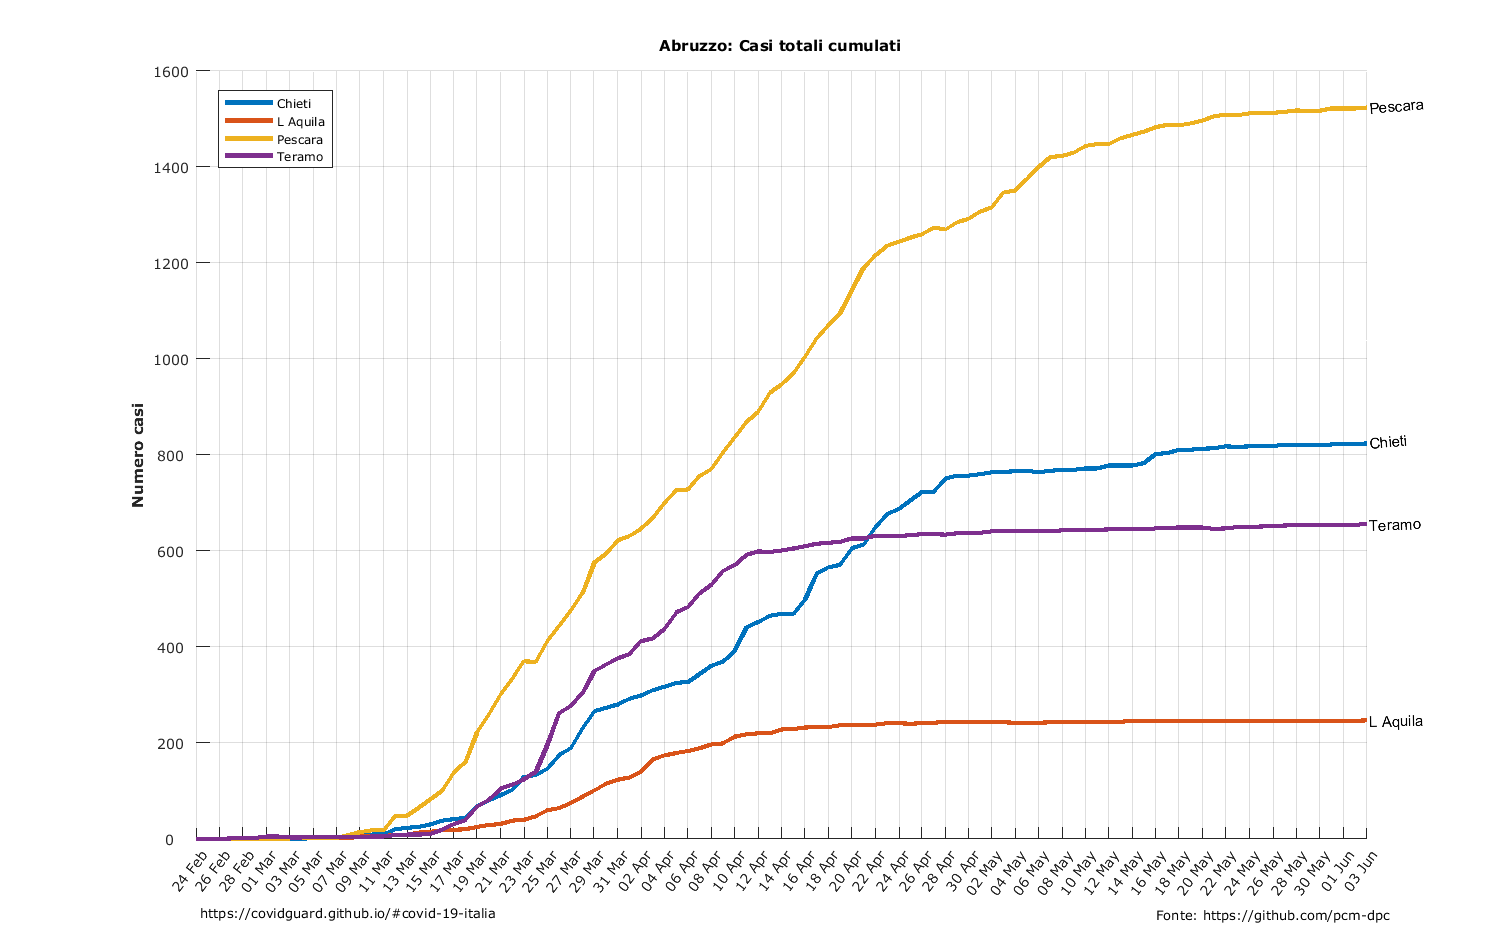 Abruzzo: Casi totali cumulati
Numero casi
1600
1400
1200
1000
800
600
400
200
0
Chieti
L Aquila
Pescara
Teramo
Pescara
Chieti
Teramo
L Aquila
24 Feb
26 Feb
28 Feb
01 Mar
03 Mar
05 Mar
07 Mar
09 Mar
11 Mar
13 Mar
15 Mar
17 Mar
19 Mar
21 Mar
23 Mar
25 Mar
27 Mar
29 Mar
31 Mar
02 Apr
04 Apr
06 Apr
08 Apr
10 Apr
12 Apr
14 Apr
16 Apr
18 Apr
20 Apr
22 Apr
24 Apr
26 Apr
28 Apr
30 Apr
02 May
04 May
06 May
08 May
10 May
12 May
14 May
16 May
18 May
20 May
22 May
24 May
26 May
28 May
30 May
01 Jun
03 Jun
https://covidguard.github.io/#covid-19-italia
Fonte: https://github.com/pcm-dpc